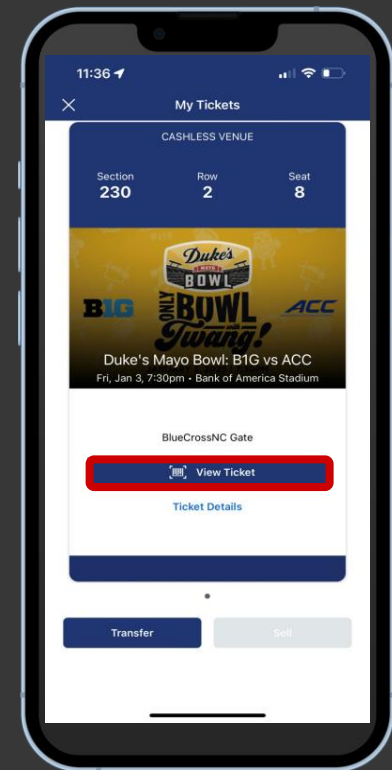 11:36
My Tickets
CASHLESS VENUE
Section Row Seat
230 2 8
Duke's
MAYO
BOWL
B1G ONLY BOWL with Twang! ACC
Duke's Mayo Bowl: B1G vs ACC
Fri, Jan 3, 7:30pm • Bank of America Stadium
BlueCrossNC Gate
View Ticket
Ticket Details
Transfer Sell